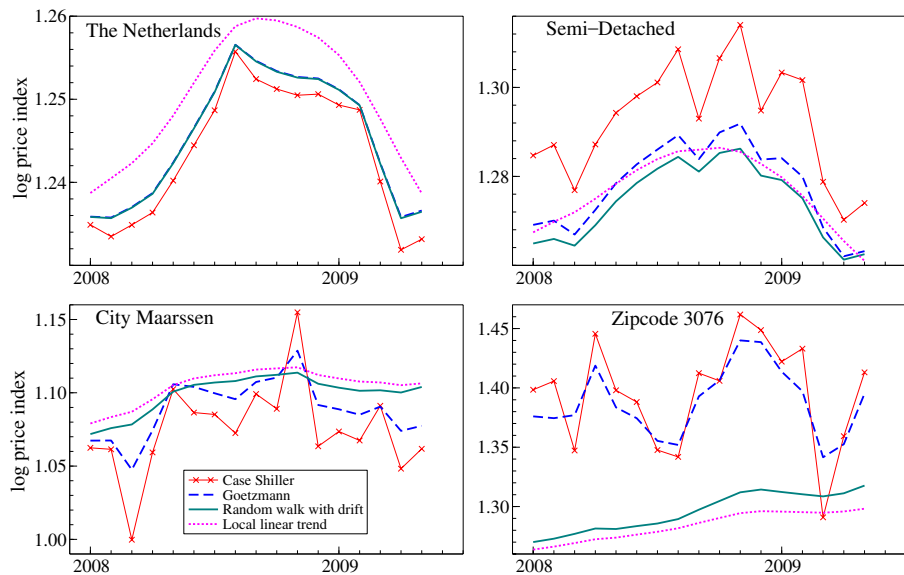 The Netherlands
log price index
1.26
1.25
1.24
2008 2009
Semi−Detached
1.30
1.28
2008 2009
City Maarssen
log price index
1.15
1.10
1.05
1.00
2008 2009
Case Shiller
Goetzmann
Random walk with drift
Local linear trend
Zipcode 3076
1.45
1.40
1.35
1.30
2008 2009